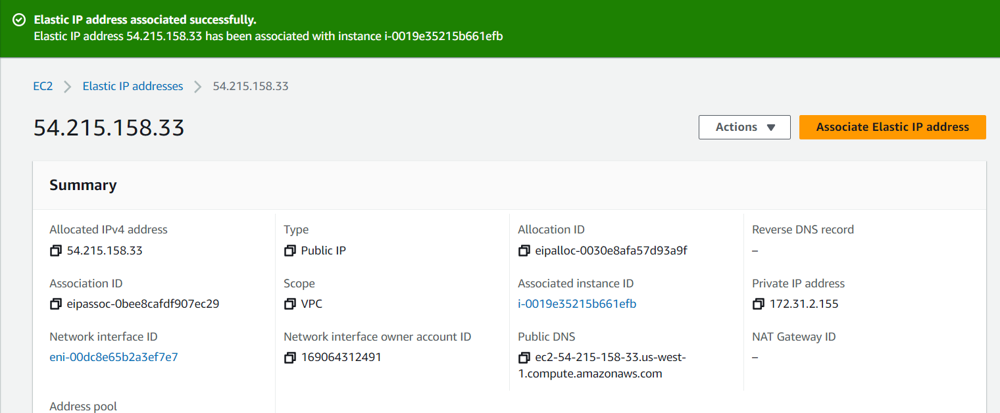 Elastic IP address associated successfully.
Elastic IP address 54.215.158.33 has been associated with instance i-0019e35215b661efb
EC2 Elastic IP addresses 54.215.158.33
54.215.158.33
Actions
Associate Elastic IP address
Summary
Allocated IPv4 address
54.215.158.33
Type
Public IP
Allocation ID
eipalloc-0030e8afa57d93a9f
Reverse DNS record
–
Association ID
eipassoc-0bee8cafdf907ec29
Scope
VPC
Associated instance ID
i-0019e35215b661efb
Private IP address
172.31.2.155
Network interface ID
eni-00dc8e65b2a3ef7e7
Network interface owner account ID
169064312491
Public DNS
ec2-54-215-158-33.us-west-
1.compute.amazonaws.com
NAT Gateway ID
–
Address pool